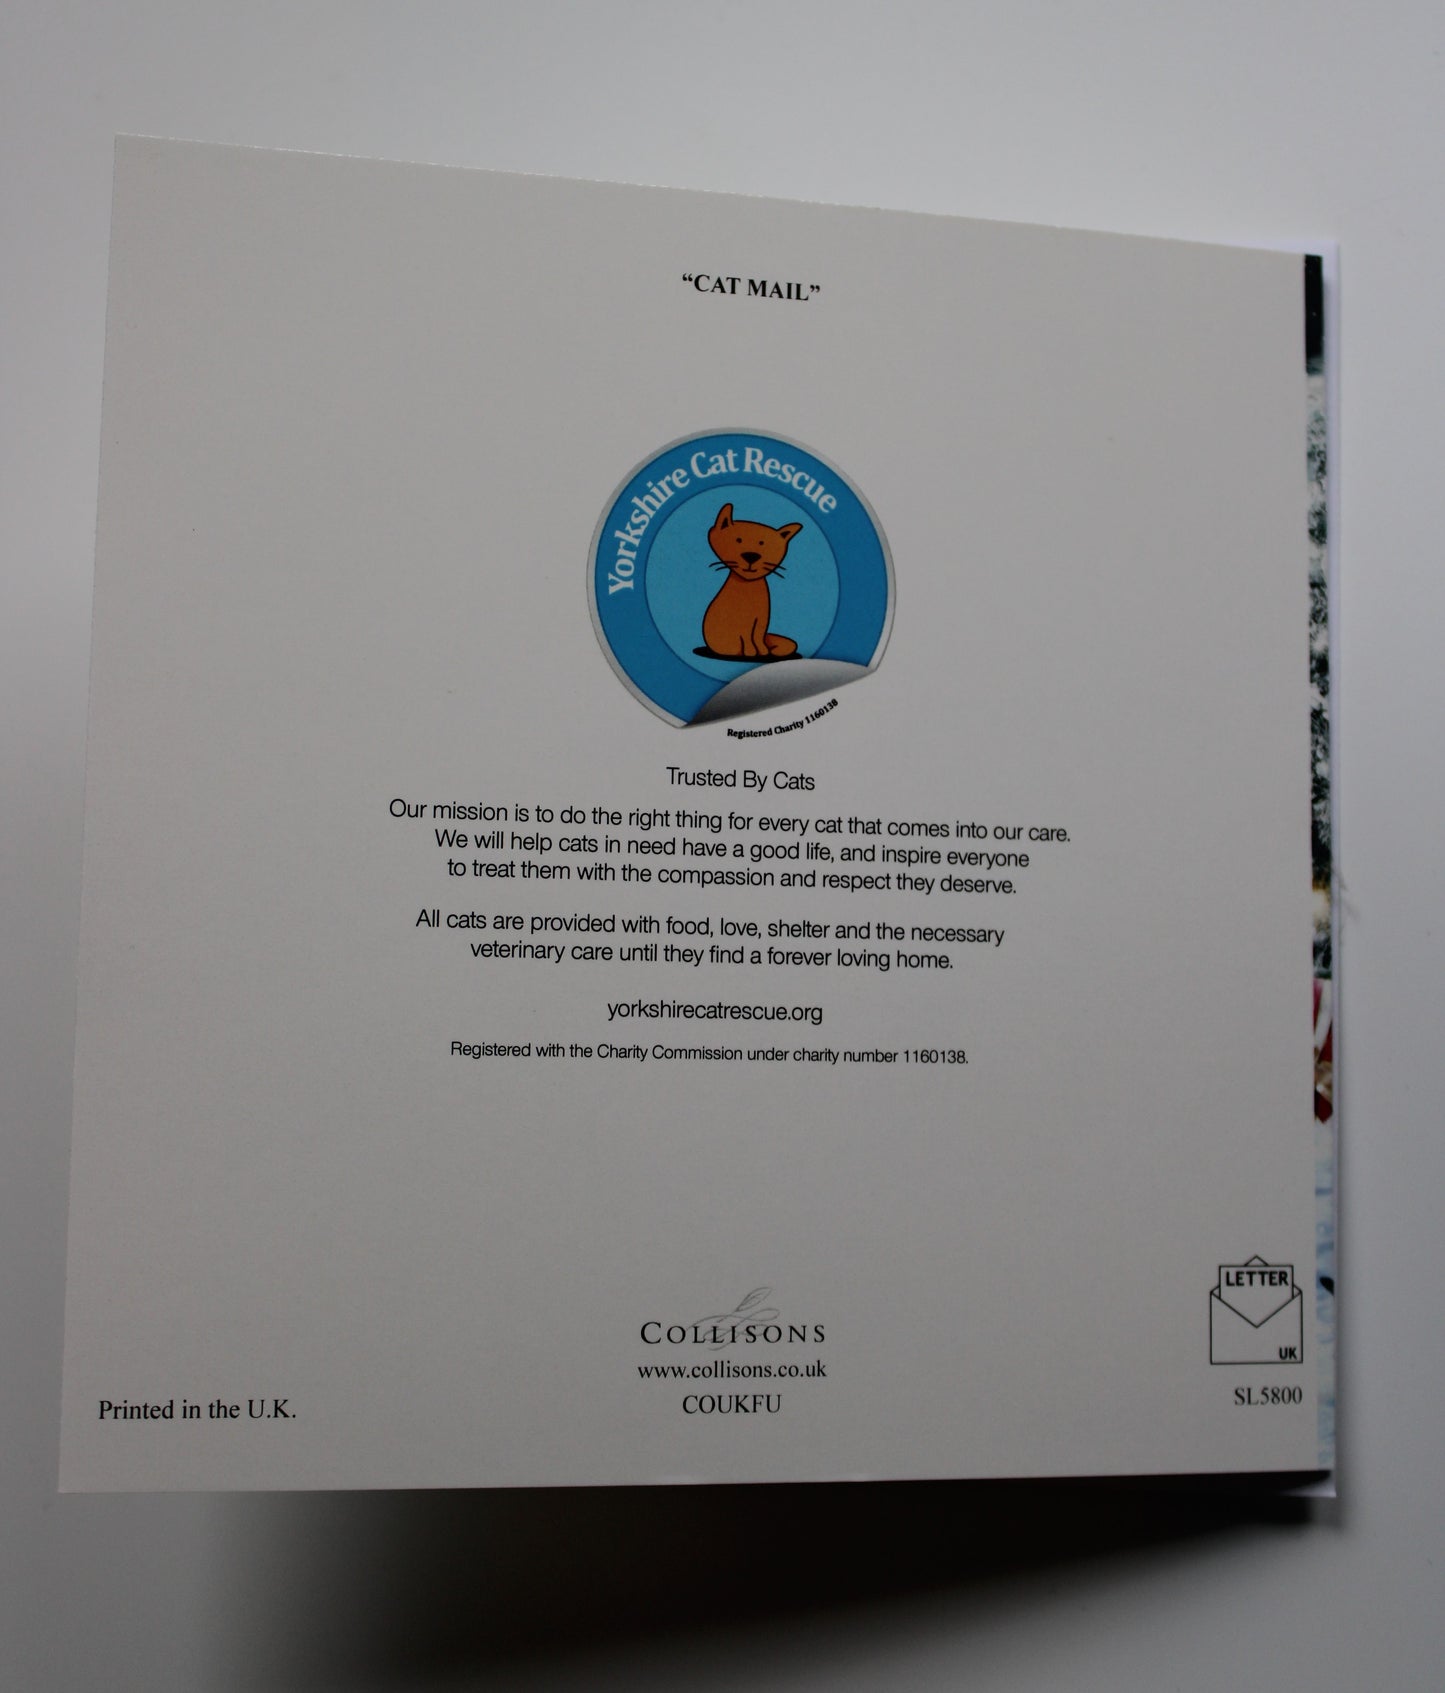 “CAT MAIL”
Yorkshire Cat Rescue
Registered Charity 1160138
Trusted By Cats
Our mission is to do the right thing for every cat that comes into our care.
We will help cats in need have a good life, and inspire everyone
to treat them with the compassion and respect they deserve.
All cats are provided with food, love, shelter and the necessary
veterinary care until they find a forever loving home.
yorkshirecatrescue.org
Registered with the Charity Commission under charity number 1160138.
LETTER
UK
COLLISONS
www.collisons.co.uk
COUKFU
Printed in the U.K.
SL5800